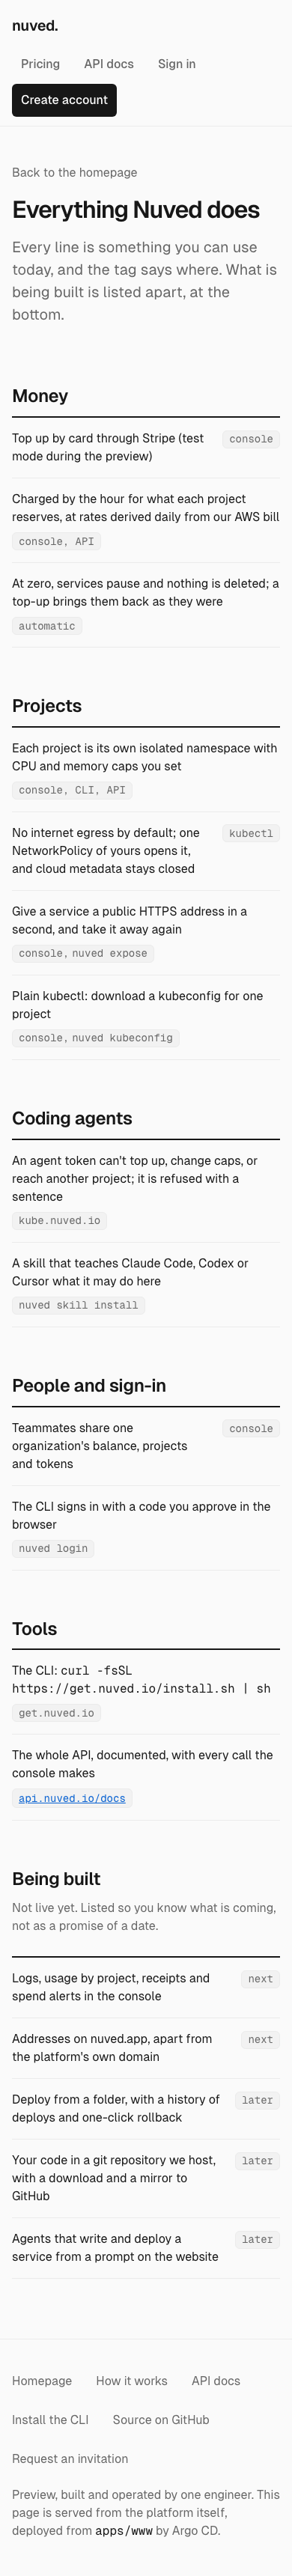 nuved.
Pricing API docs Sign in
Create account
Back to the homepage
Everything Nuved does
Every line is something you can use
today, and the tag says where. What is
being built is listed apart, at the
bottom.
Money
Top up by card through Stripe (test console
mode during the preview)
Charged by the hour for what each project
reserves, at rates derived daily from our AWS bill
console, API
At zero, services pause and nothing is deleted; a
top-up brings them back as they were
automatic
Projects
Each project is its own isolated namespace with
CPU and memory caps you set
console, CLI, API
No internet egress by default; one kubectl
NetworkPolicy of yours opens it,
and cloud metadata stays closed
Give a service a public HTTPS address in a
second, and take it away again
console, nuved expose
Plain kubectl: download a kubeconfig for one
project
console, nuved kubeconfig
Coding agents
An agent token can't top up, change caps, or
reach another project; it is refused with a
sentence
kube.nuved.io
A skill that teaches Claude Code, Codex or
Cursor what it may do here
nuved skill install
People and sign-in
Teammates share one console
organization's balance, projects
and tokens
The CLI signs in with a code you approve in the
browser
nuved login
Tools
The CLI: curl -fsSL
https://get.nuved.io/install.sh | sh
get.nuved.io
The whole API, documented, with every call the
console makes
api.nuved.io/docs
Being built
Not live yet. Listed so you know what is coming,
not as a promise of a date.
Logs, usage by project, receipts and next
spend alerts in the console
Addresses on nuved.app, apart from next
the platform's own domain
Deploy from a folder, with a history of later
deploys and one-click rollback
Your code in a git repository we host, later
with a download and a mirror to
GitHub
Agents that write and deploy a later
service from a prompt on the website
Homepage How it works API docs
Install the CLI Source on GitHub
Request an invitation
Preview, built and operated by one engineer. This
page is served from the platform itself,
deployed from apps/www by Argo CD.